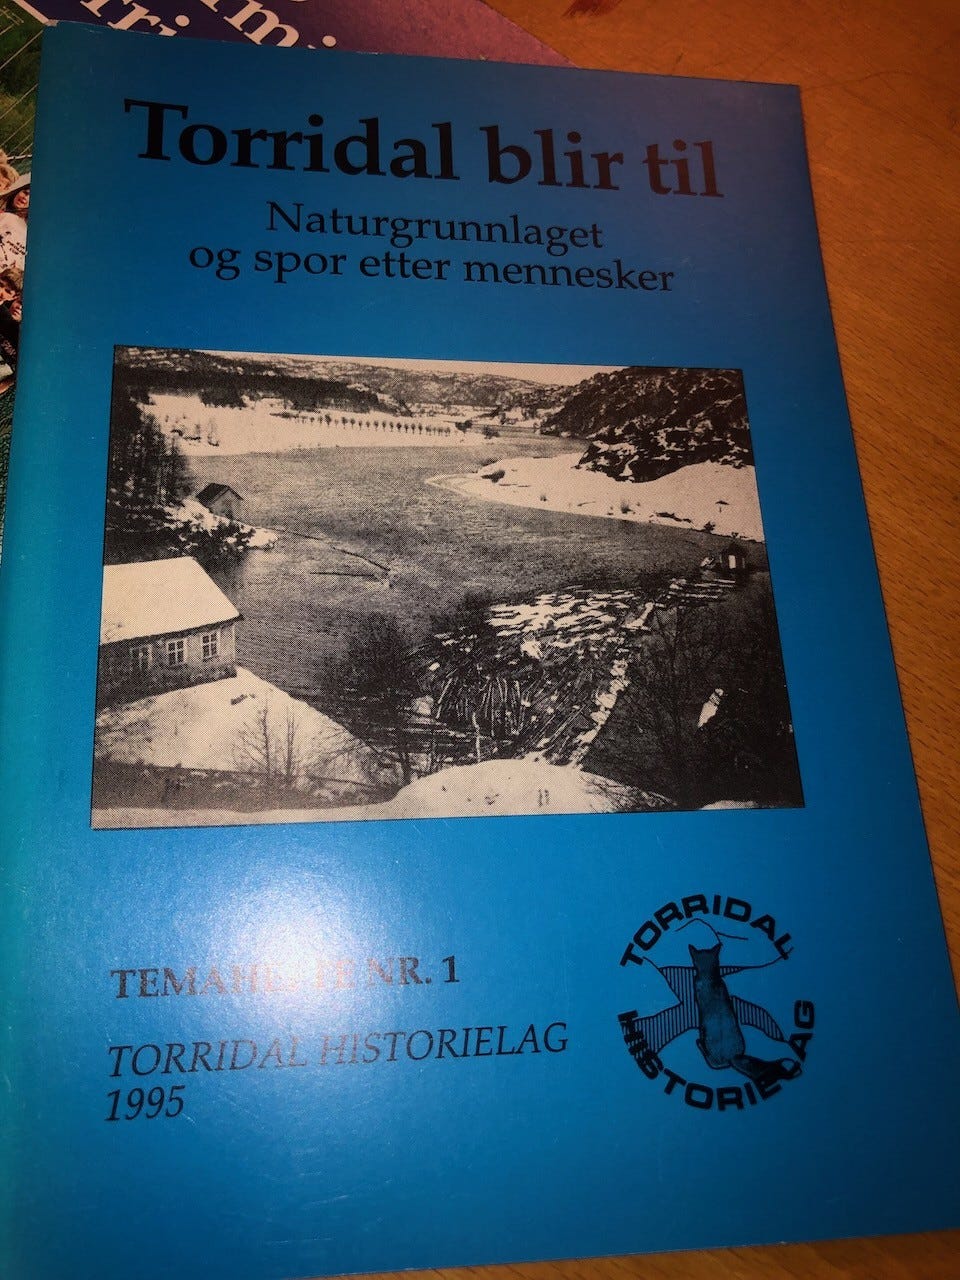 Torridal blir til
Naturgrunnlaget
og spor etter mennesker
TEMAHEFTE NR. 1
TORRIDAL HISTORIELAG
1995
TORRIDAL
HISTORIELAG